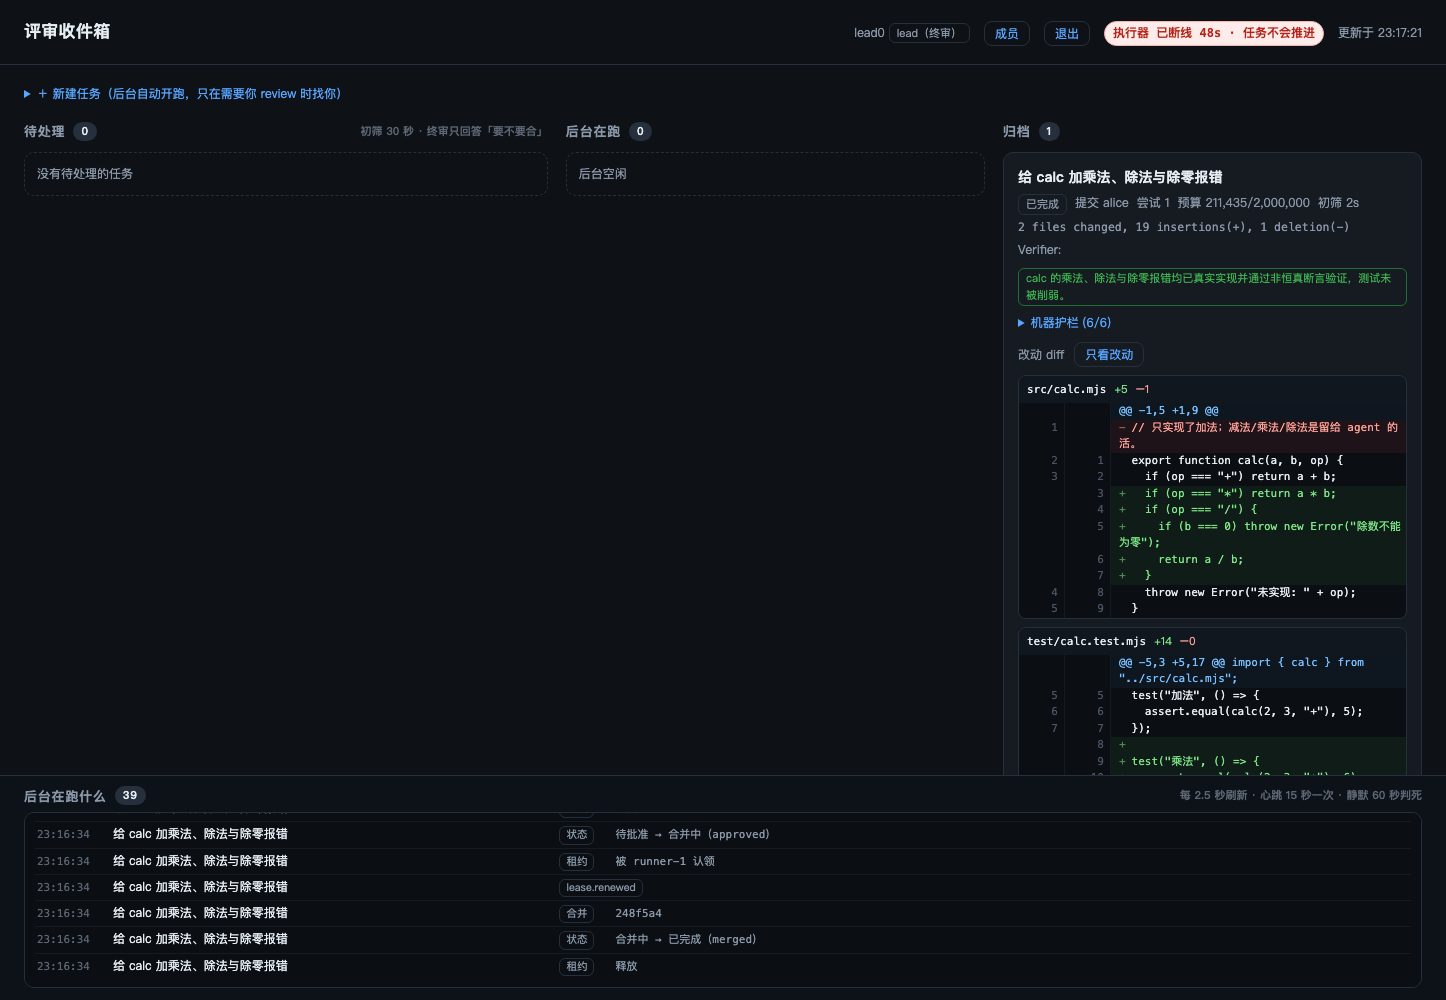 评审收件箱
lead0 lead（终审） 成员 退出 执行器 已断线 48s · 任务不会推进 更新于 23:17:21
▶ ＋ 新建任务（后台自动开跑，只在需要你 review 时找你）
待处理 0 初筛 30 秒 · 终审只回答「要不要合」
没有待处理的任务
后台在跑 0
后台空闲
归档 1
给 calc 加乘法、除法与除零报错
已完成 提交 alice 尝试 1 预算 211,435/2,000,000 初筛 2s
2 files changed, 19 insertions(+), 1 deletion(-)
Verifier:
calc 的乘法、除法与除零报错均已真实实现并通过非恒真断言验证，测试未
被削弱。
▶ 机器护栏 (6/6)
改动 diff 只看改动
src/calc.mjs +5 −1
@@ -1,5 +1,9 @@
1 − // 只实现了加法；减法/乘法/除法是留给 agent 的
活。
2 1 export function calc(a, b, op) {
3 2 if (op === "+") return a + b;
3 + if (op === "*") return a * b;
4 + if (op === "/") {
5 + if (b === 0) throw new Error("除数不能
为零");
6 + return a / b;
7 + }
4 8 throw new Error("未实现: " + op);
5 9 }
test/calc.test.mjs +14 −0
@@ -5,3 +5,17 @@ import { calc } from
"../src/calc.mjs";
5 5 test("加法", () => {
6 6 assert.equal(calc(2, 3, "+"), 5);
7 7 });
8 +
9 + test("乘法", () => {
后台在跑什么 39 每 2.5 秒刷新 · 心跳 15 秒一次 · 静默 60 秒判死
23:16:34 给 calc 加乘法、除法与除零报错 状态 待批准 → 合并中 (approved)
23:16:34 给 calc 加乘法、除法与除零报错 租约 被 runner-1 认领
23:16:34 给 calc 加乘法、除法与除零报错 lease.renewed
23:16:34 给 calc 加乘法、除法与除零报错 合并 248f5a4
23:16:34 给 calc 加乘法、除法与除零报错 状态 合并中 → 已完成 (merged)
23:16:34 给 calc 加乘法、除法与除零报错 租约 释放